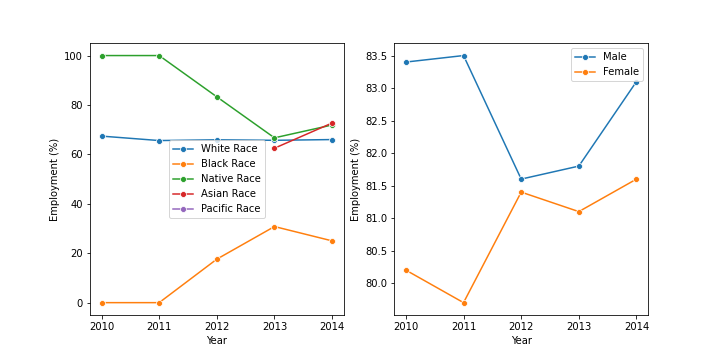 100
80
60
40
20
0
Employment (%)
2010 2011 2012 2013 2014
Year
White Race
Black Race
Native Race
Asian Race
Pacific Race
83.5
83.0
82.5
82.0
81.5
81.0
80.5
80.0
Employment (%)
2010 2011 2012 2013 2014
Year
Male
Female